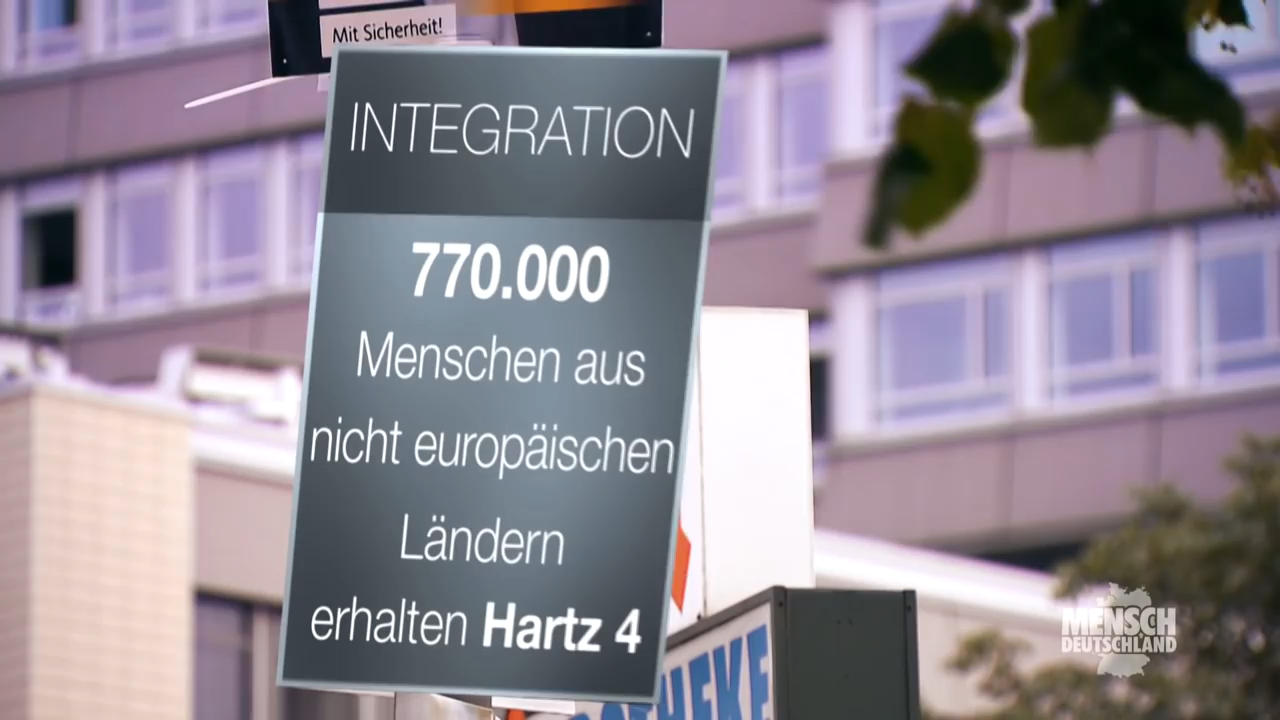 Mit Sicherheit!
INTEGRATION
770.000
Menschen aus
nicht europäischen
Ländern
erhalten Hartz 4
MENSCH
DEUTSCHLAND